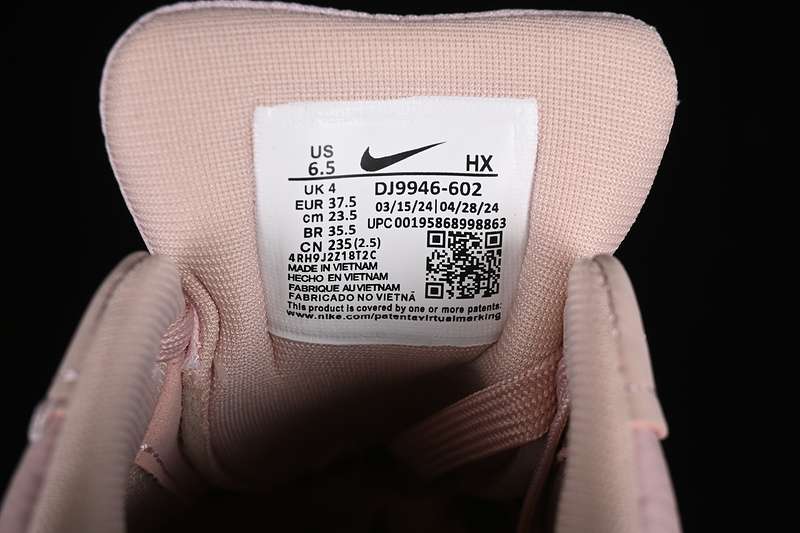 US
6.5
HX
UK 4
EUR 37.5
cm 23.5
BR 35.5
CN 235(2.5)
DJ9946-602
03/15/24|04/28/24
UPC 00195868998863
4RH9J2Z18T2C
MADE IN VIETNAM
HECHO EN VIETNAM
FABRIQUE AU VIETNAM
FABRICADO NO VIETNÃ
This product is covered by one or more patents:
www.nike.com/patentavirtualmarking